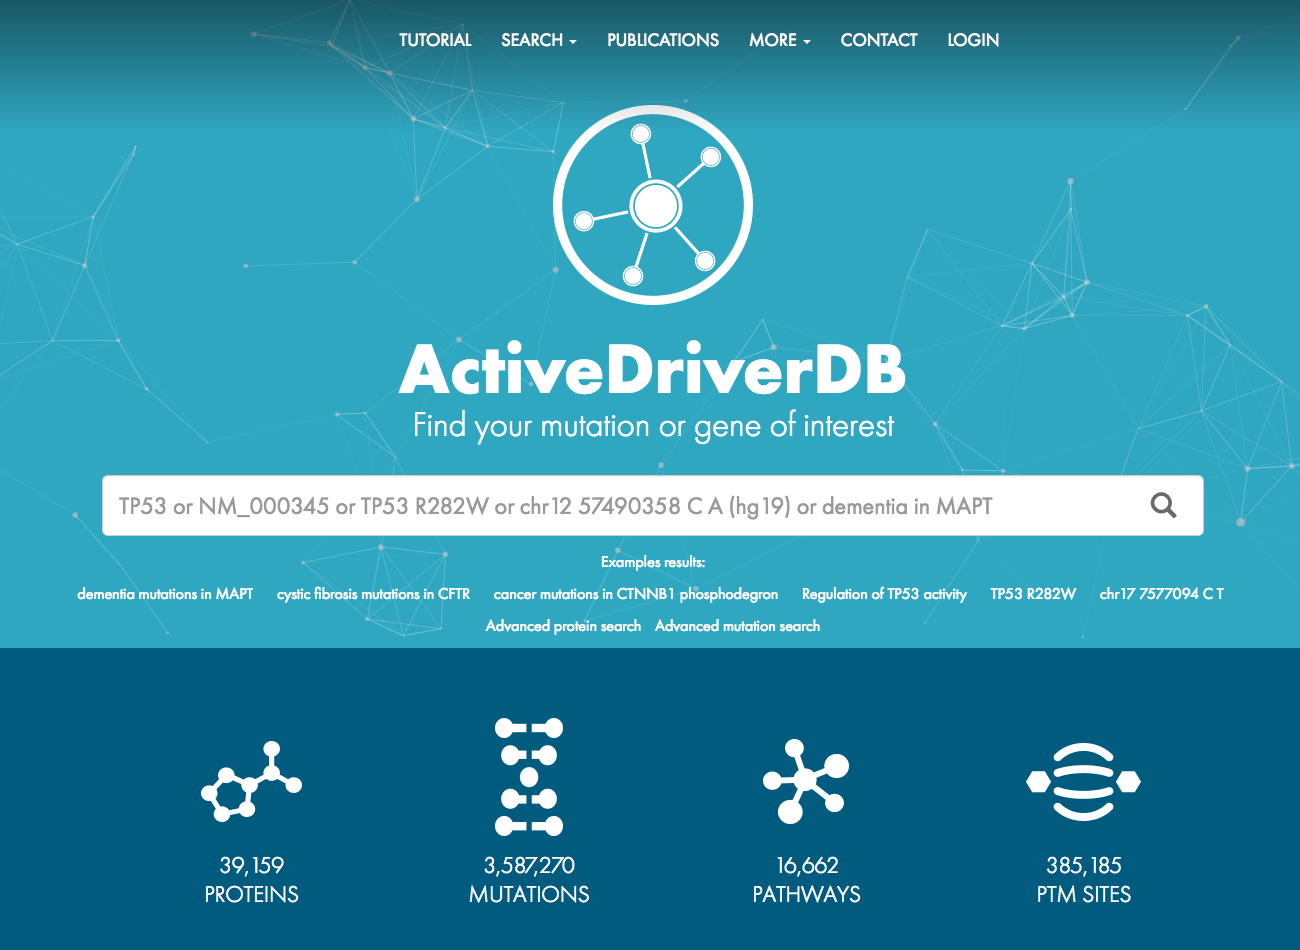 TUTORIAL SEARCH PUBLICATIONS MORE CONTACT LOGIN
ActiveDriverDB
Find your mutation or gene of interest
TP53 or NM_000345 or TP53 R282W or chr12 57490358 C A (hg19) or dementia in MAPT
Examples results:
dementia mutations in MAPT cystic fibrosis mutations in CFTR cancer mutations in CTNNB1 phosphodegron Regulation of TP53 activity TP53 R282W chr17 7577094 C T
Advanced protein search Advanced mutation search
39,159 3,587,270 16,662 385,185
PROTEINS MUTATIONS PATHWAYS PTM SITES